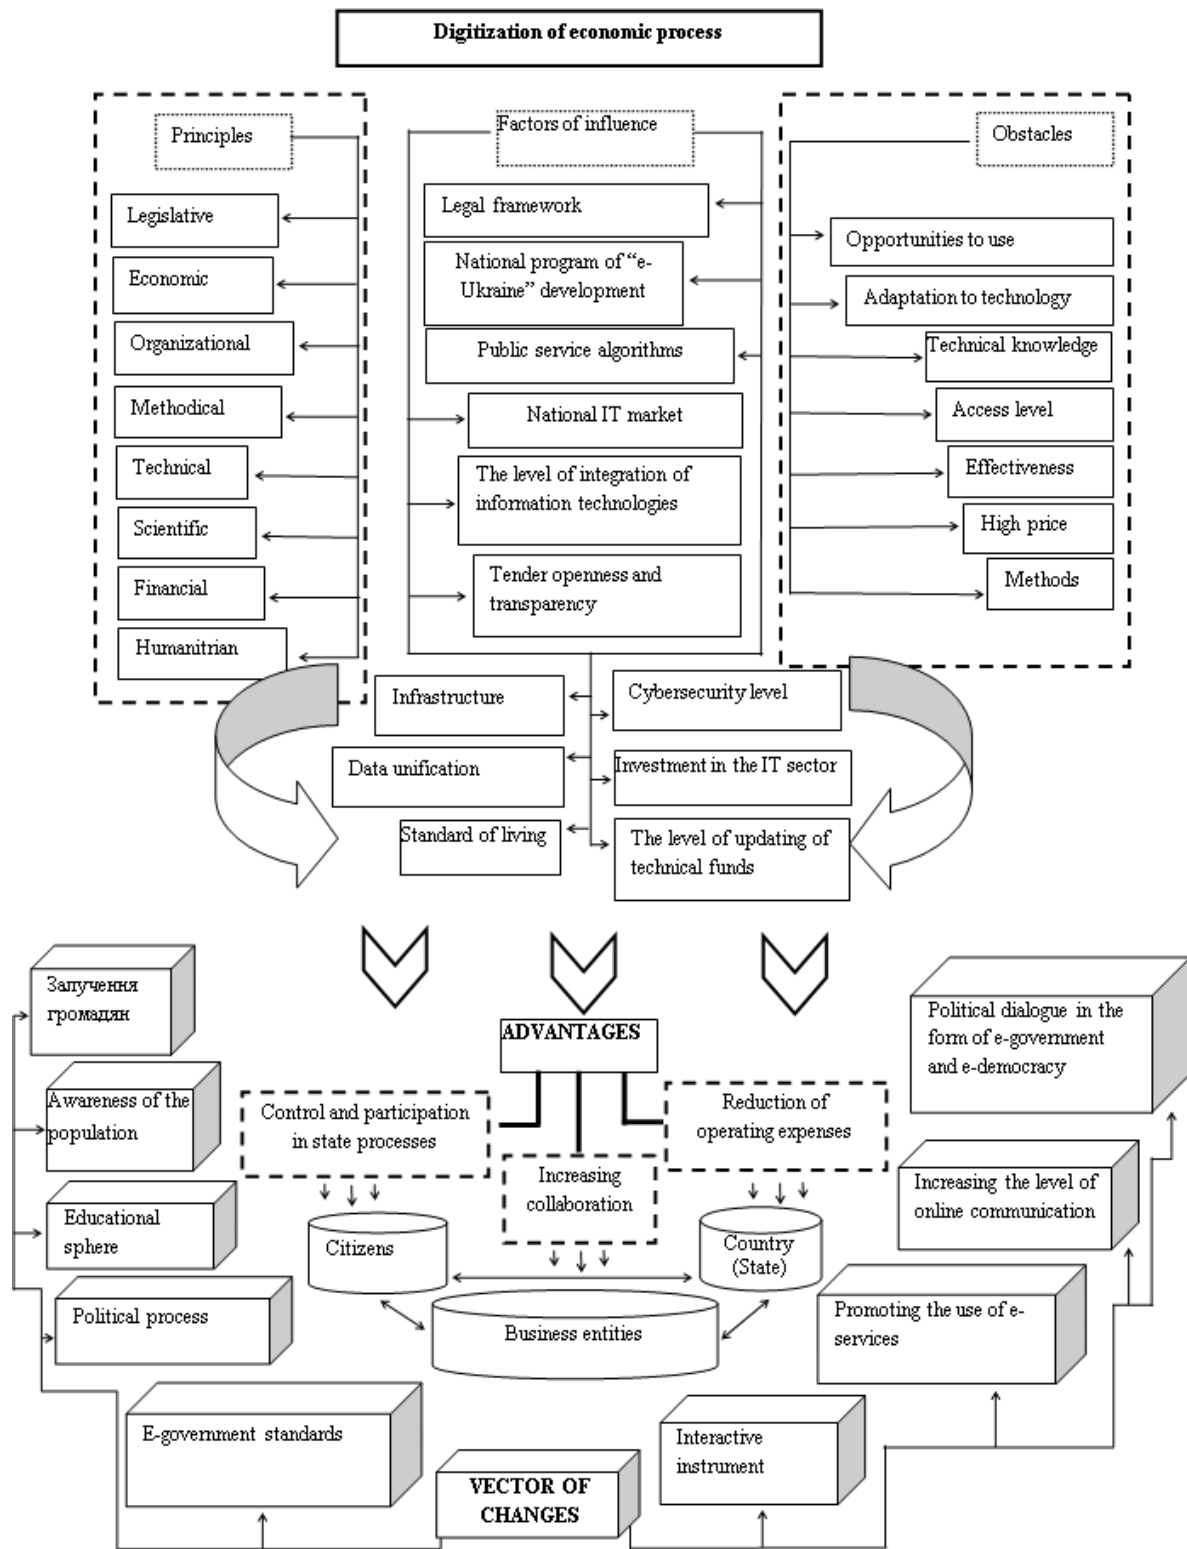 Digitization of economic process
Principles
Legislative
Economic
Organizational
Methodical
Technical
Scientific
Financial
Humanitrian
Factors of influence
Legal framework
National program of “e-
Ukraine” development
Public service algorithms
National IT market
The level of integration of
information technologies
Tender openness and
transparency
Infrastructure
Cybersecurity level
Data unification
Investment in the IT sector
Standard of living
The level of updating of
technical funds
Obstacles
Opportunities to use
Adaptation to technology
Technical knowledge
Access level
Effectiveness
High price
Methods
ADVANTAGES
Control and participation
in state processes
Increasing
collaboration
Reduction of
operating expenses
Citizens
Country
(State)
Business entities
Залучення
громадян
Awareness of the
population
Educational
sphere
Political process
E-government standards
VECTOR OF
CHANGES
Interactive
instrument
Promoting the use of e-
services
Increasing the level of
online communication
Political dialogue in the
form of e-government
and e-democracy